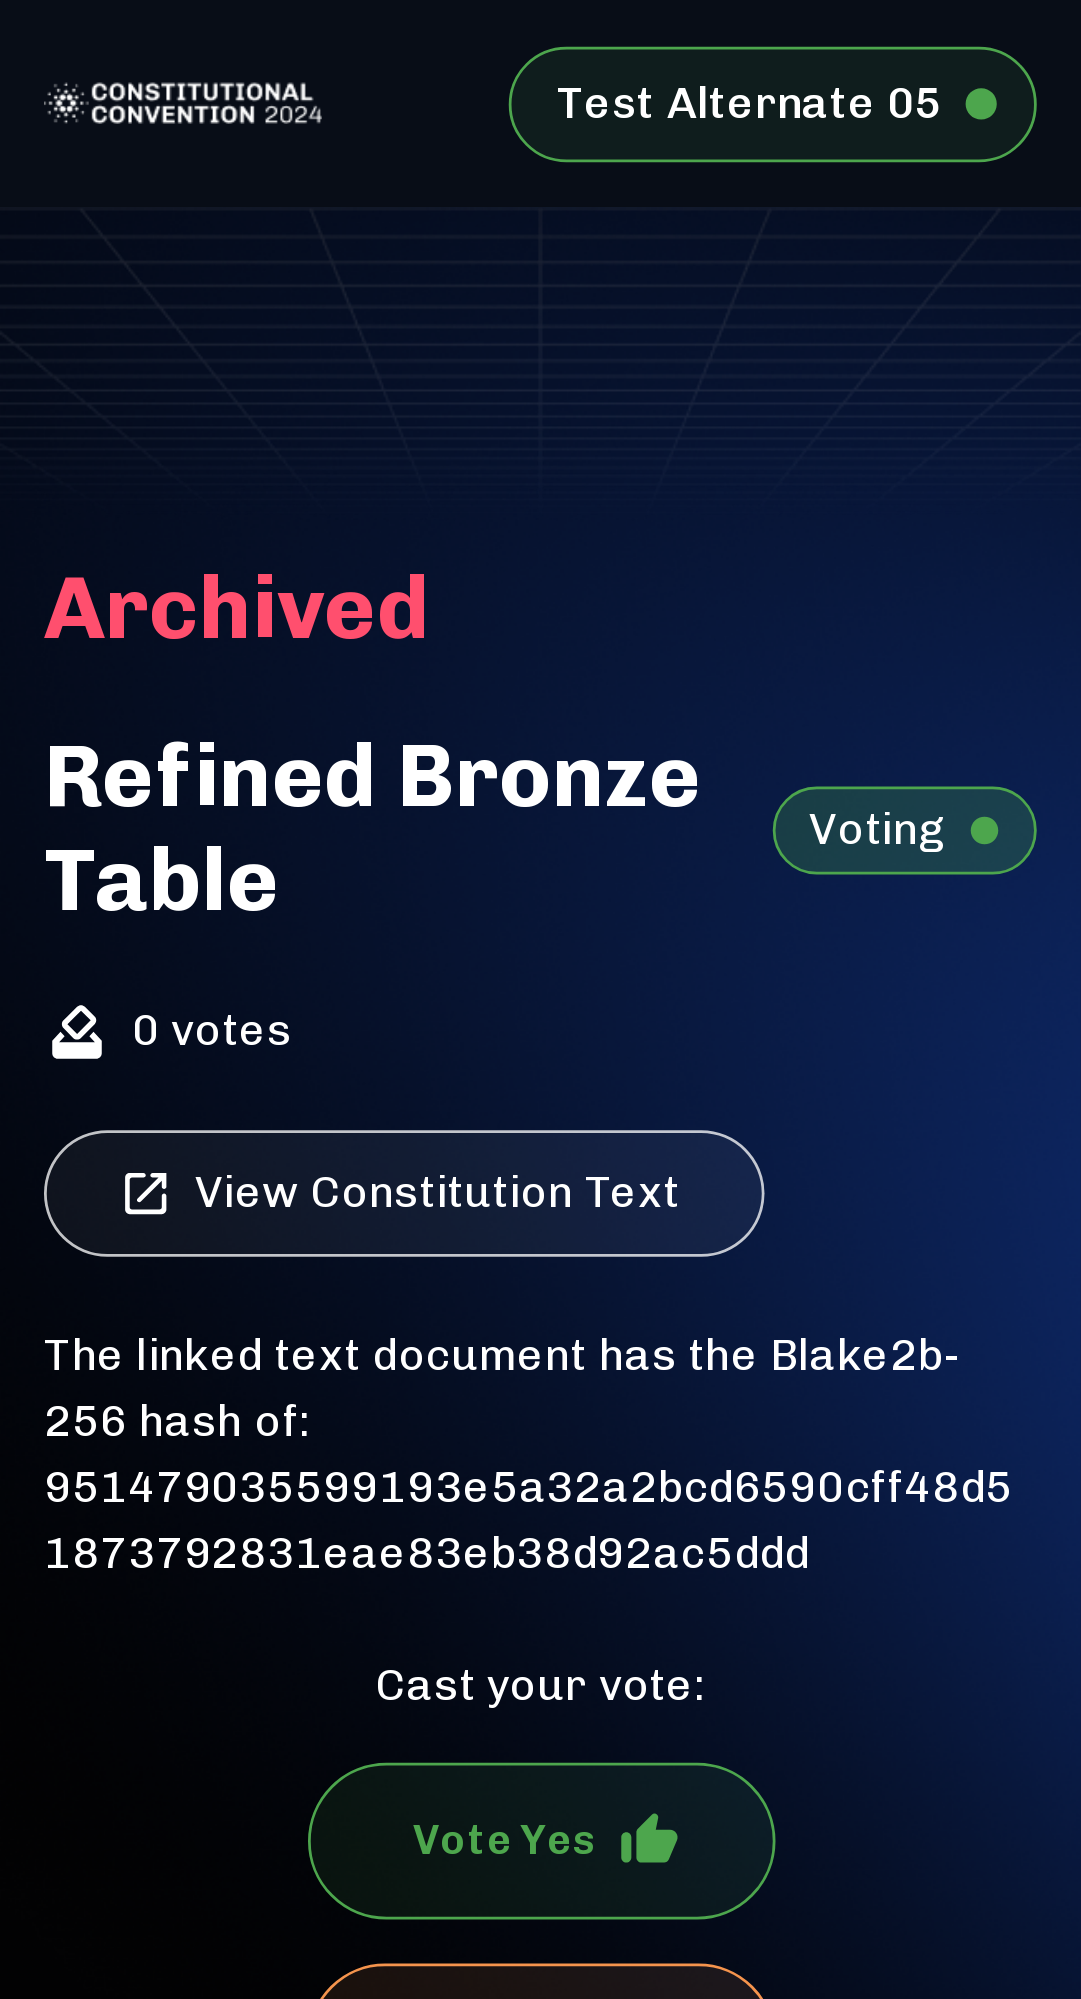 CONSTITUTIONAL
CONVENTION 2024
Test Alternate 05
Archived
Refined Bronze
Table
Voting
0 votes
View Constitution Text
The linked text document has the Blake2b-
256 hash of:
951479035599193e5a32a2bcd6590cff48d5
1873792831eae83eb38d92ac5ddd
Cast your vote:
Vote Yes